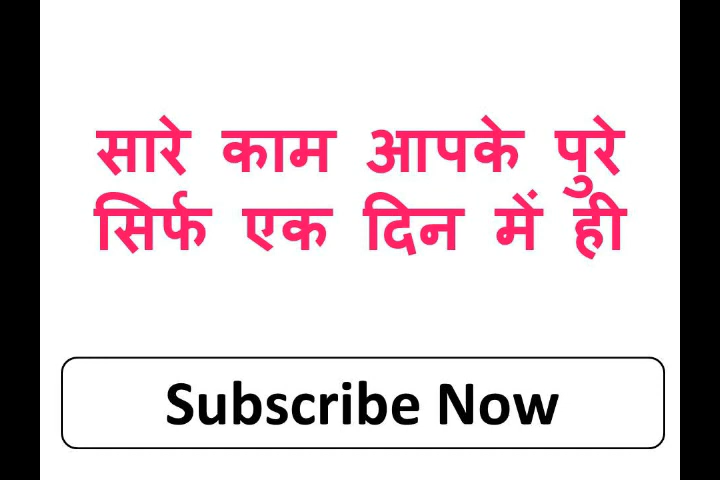 सारे काम आपके पुरे
सिर्फ एक दिन में ही
Subscribe Now